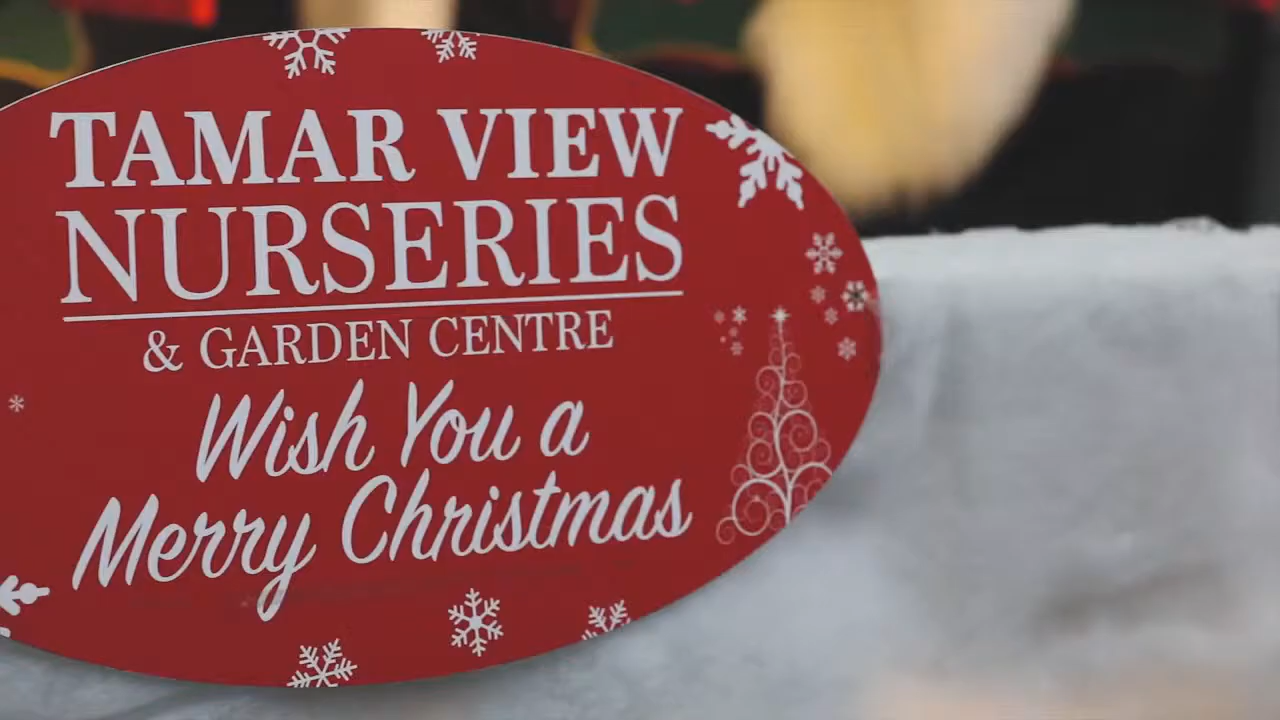 TAMAR VIEW
NURSERIES
& GARDEN CENTRE
Wish You a
Merry Christmas